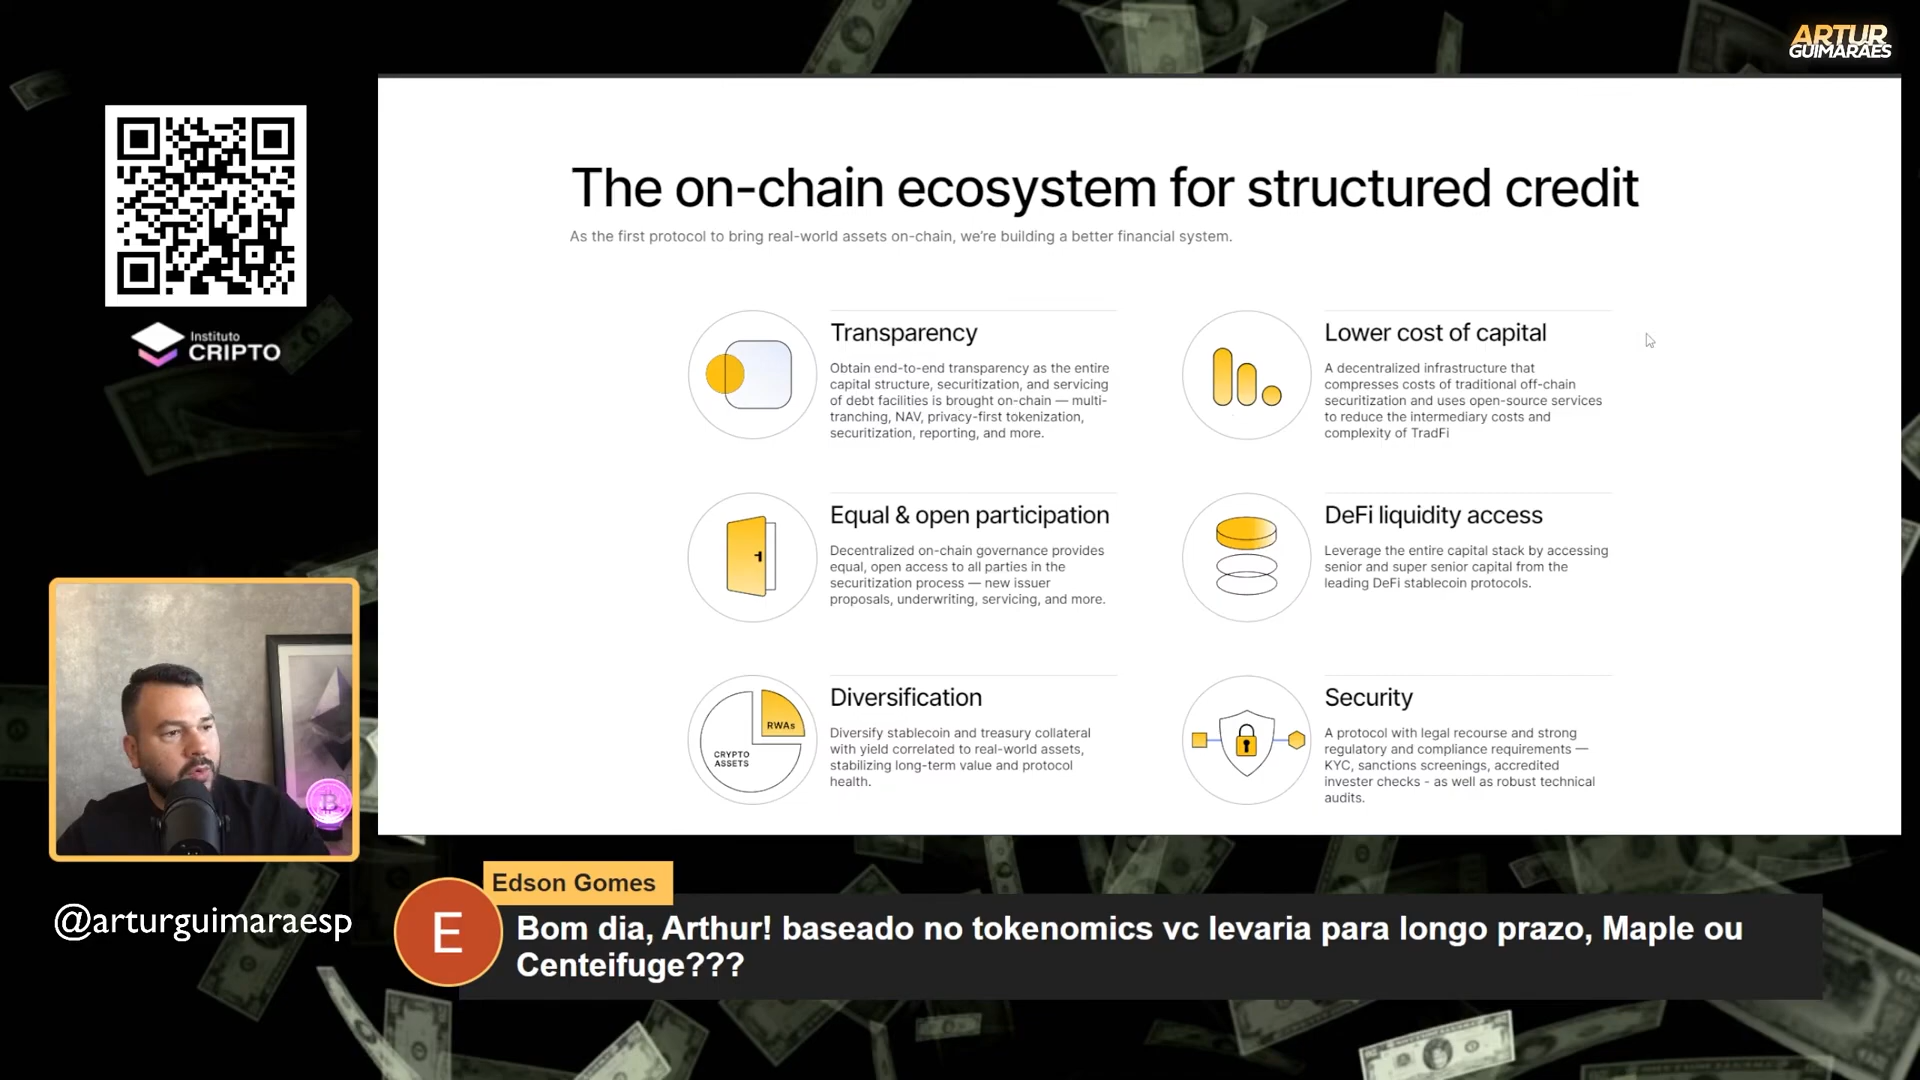 ARTUR
GUIMARÃES
Instituto
CRIPTO
The on-chain ecosystem for structured credit
As the first protocol to bring real-world assets on-chain, we're building a better financial system.
Transparency
Obtain end-to-end transparency as the entire
capital structure, securitization, and servicing
of debt facilities is brought on-chain — multi-
tranching, NAV, privacy-first tokenization,
securitization, reporting, and more.
Lower cost of capital
A decentralized infrastructure that
compresses costs of traditional off-chain
securitization and uses open-source services
to reduce the intermediary costs and
complexity of TradFi
Equal & open participation
Decentralized on-chain governance provides
equal, open access to all parties in the
securitization process — new issuer
proposals, underwriting, servicing, and more.
DeFi liquidity access
Leverage the entire capital stack by accessing
senior and super senior capital from the
leading DeFi stablecoin protocols.
RWAs
CRYPTO
ASSETS
Diversification
Diversify stablecoin and treasury collateral
with yield correlated to real-world assets,
stabilizing long-term value and protocol
health.
Security
A protocol with legal recourse and strong
regulatory and compliance requirements —
KYC, sanctions screenings, accredited
invester checks - as well as robust technical
audits.
@arturguimaraesp
E
Edson Gomes
Bom dia, Arthur! baseado no tokenomics vc levaria para longo prazo, Maple ou
Centeifuge???